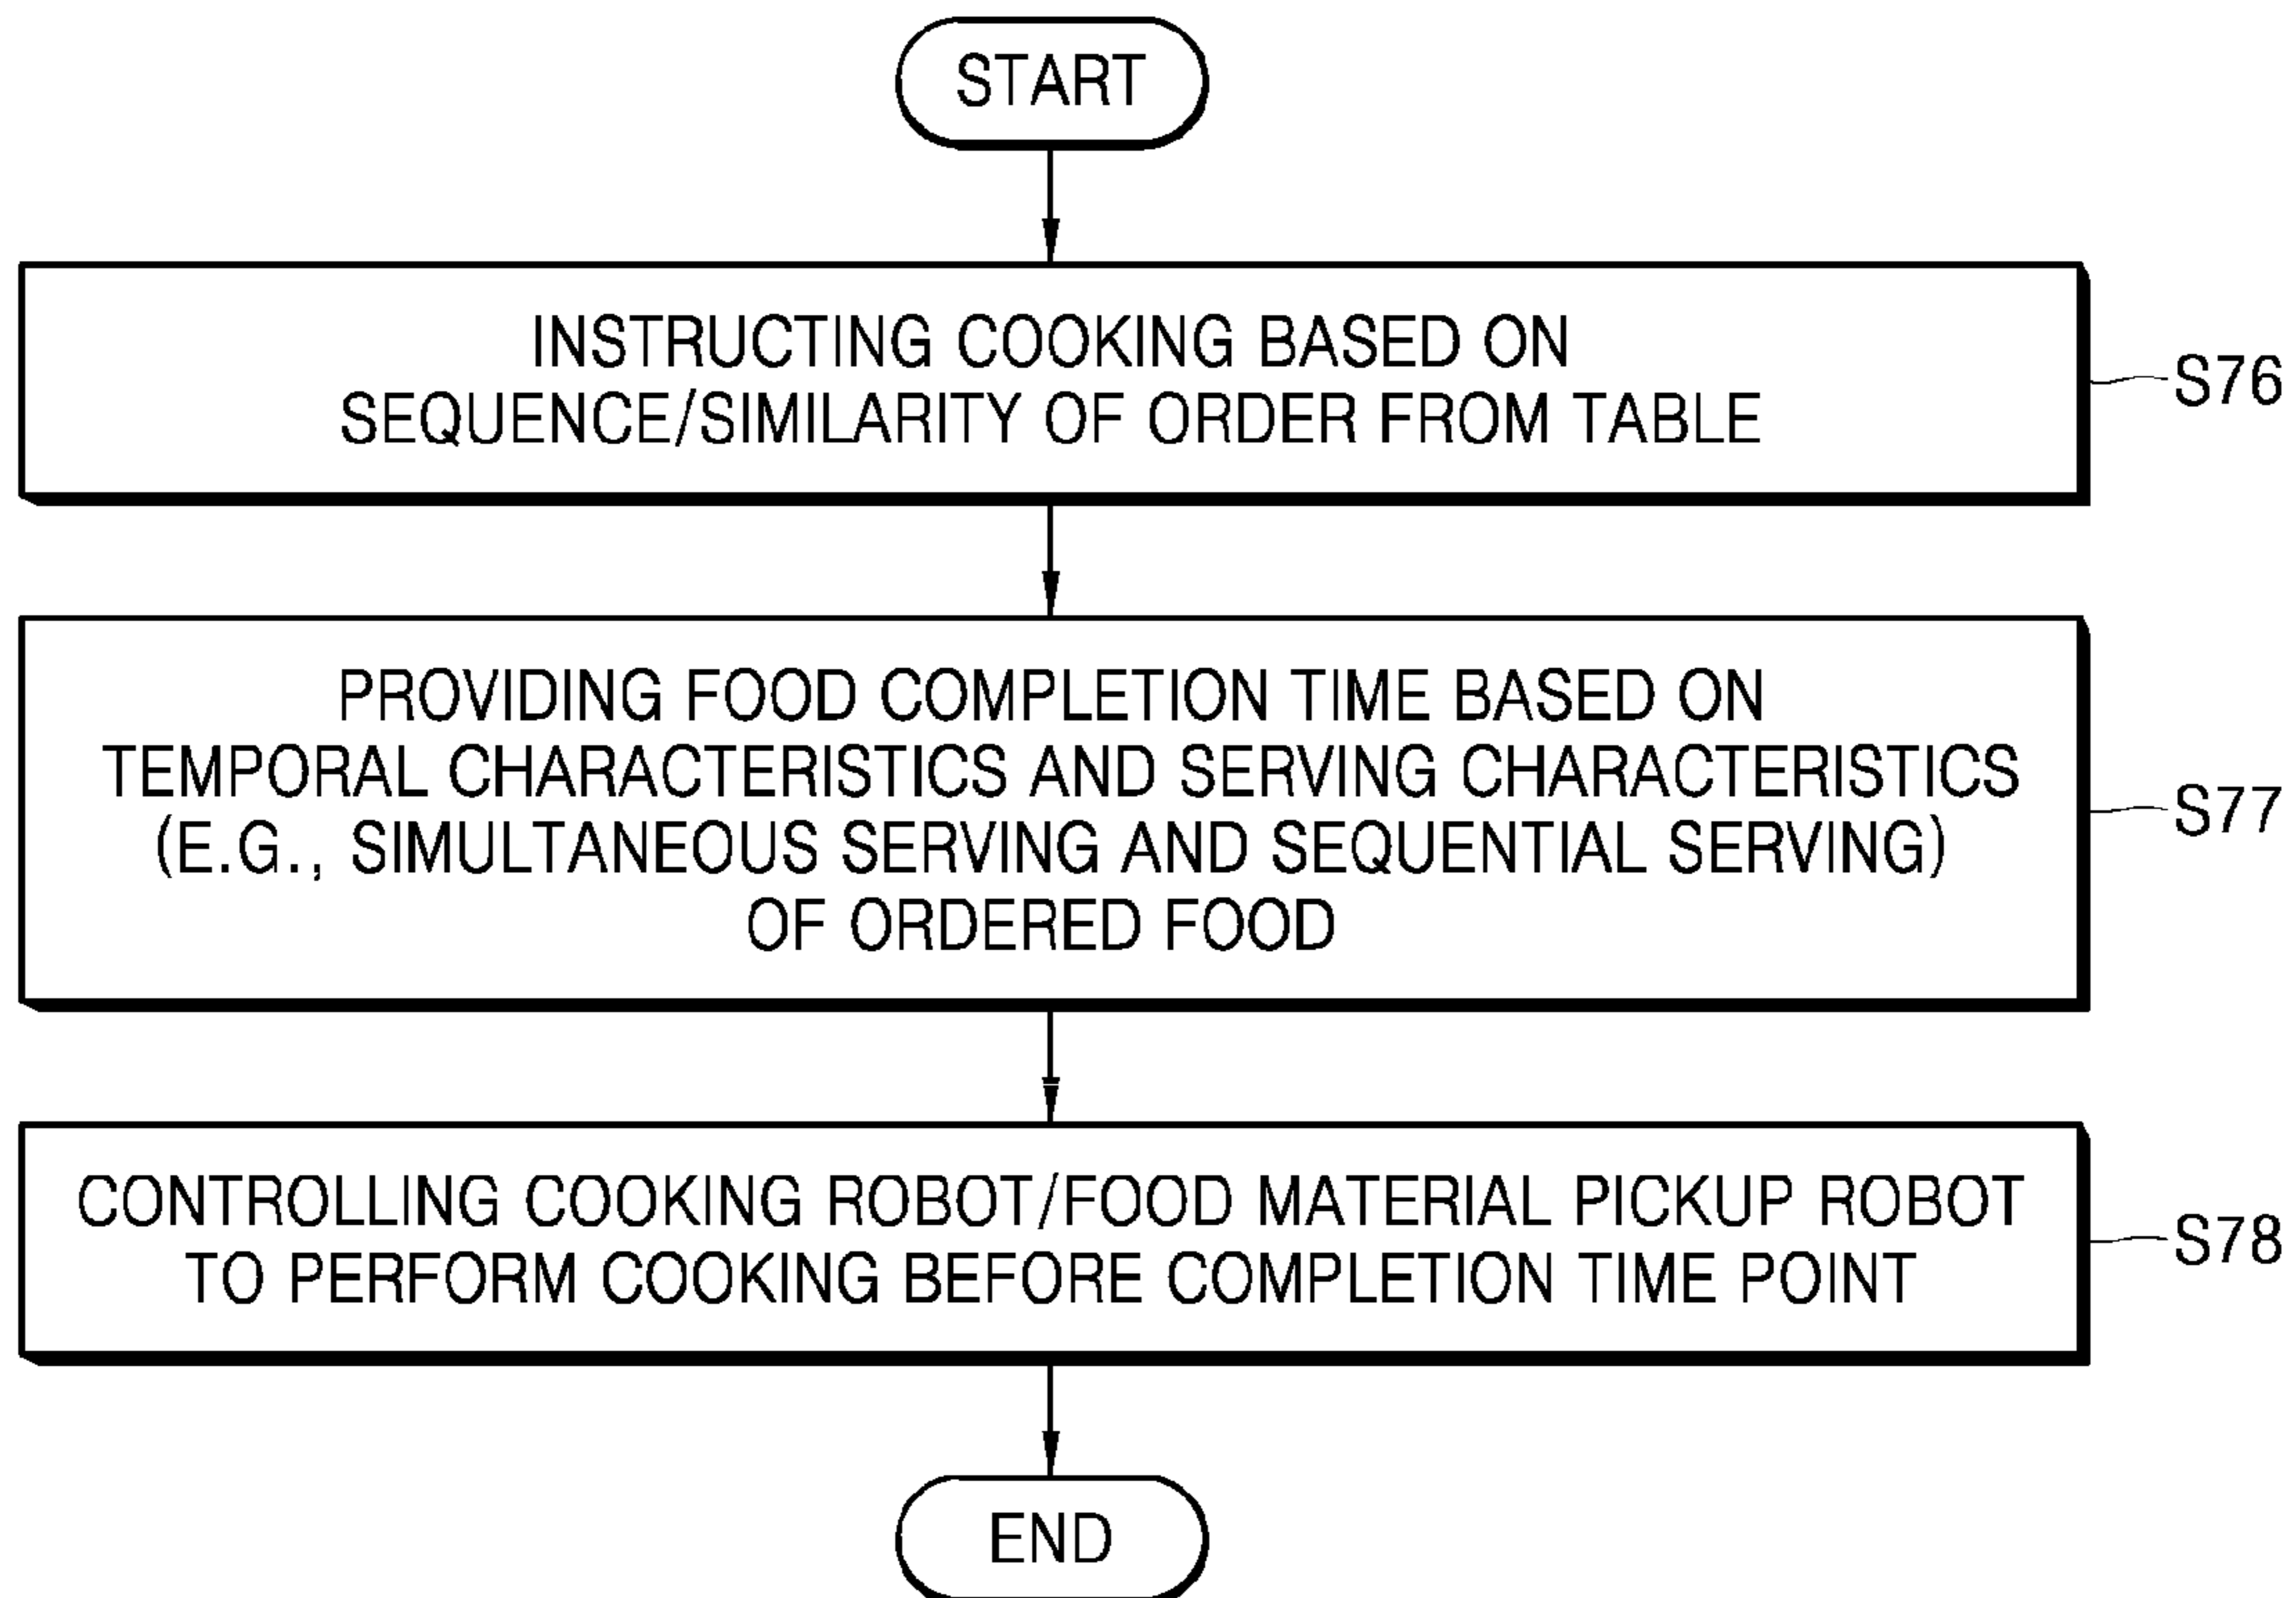 START
INSTRUCTING COOKING BASED ON
SEQUENCE/SIMILARITY OF ORDER FROM TABLE
S76
PROVIDING FOOD COMPLETION TIME BASED ON
TEMPORAL CHARACTERISTICS AND SERVING CHARACTERISTICS
(E.G., SIMULTANEOUS SERVING AND SEQUENTIAL SERVING)
OF ORDERED FOOD
S77
CONTROLLING COOKING ROBOT/FOOD MATERIAL PICKUP ROBOT
TO PERFORM COOKING BEFORE COMPLETION TIME POINT
S78
END